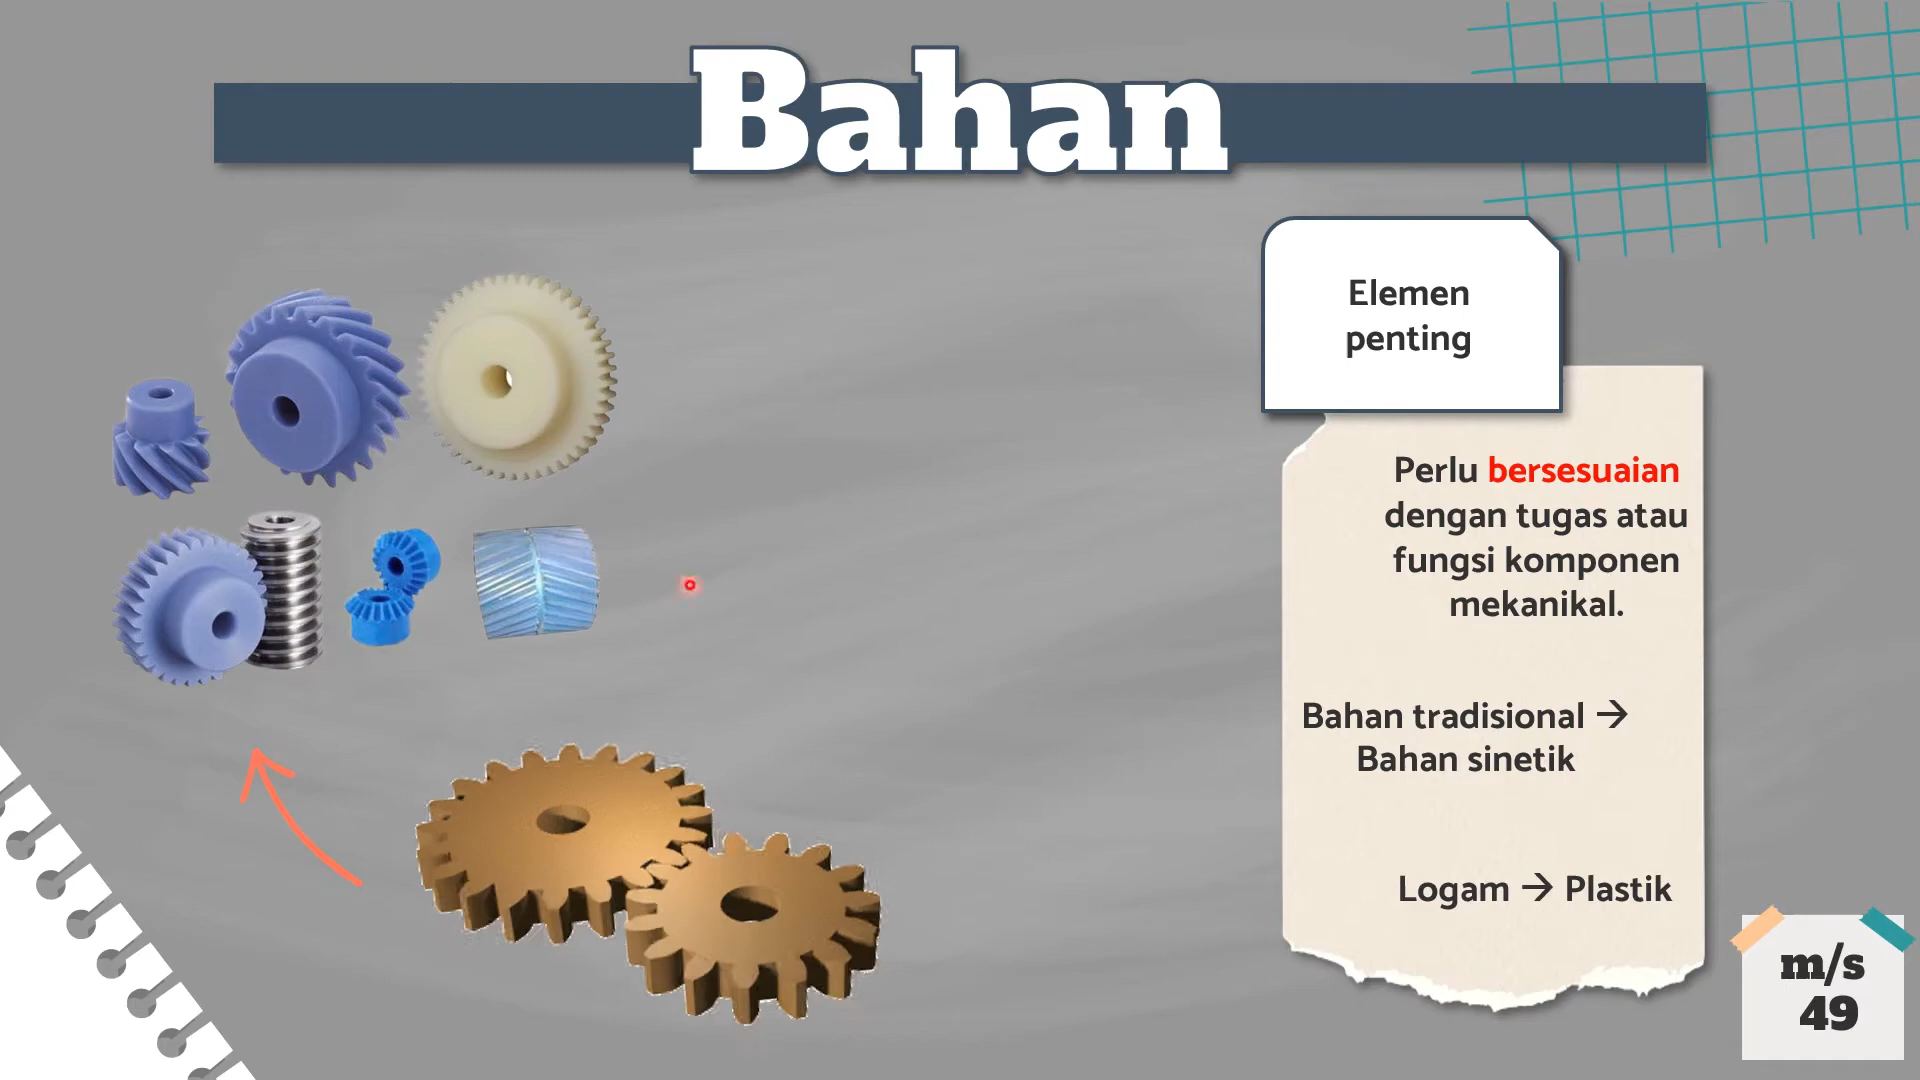 Bahan
Elemen
penting
Perlu bersesuaian
dengan tugas atau
fungsi komponen
mekanikal.
Bahan tradisional →
Bahan sinetik
Logam → Plastik
m/s
49